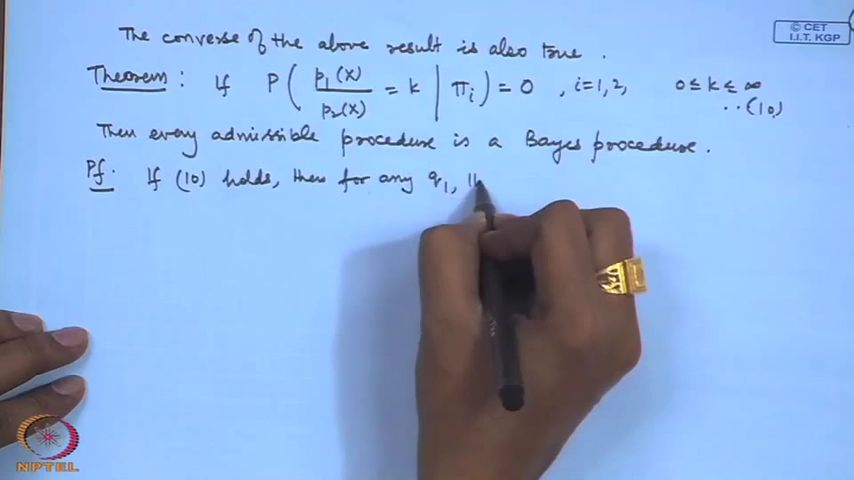 © CET
I.I.T. KGP
The converse of the above result is also true.
Theorem: If P( p₁(X) / p₂(X) = k | Πᵢ ) = 0, i=1,2, 0 ≤ k ≤ ∞
..(10)
Then every admissible procedure is a Bayes procedure.
Pf. If (10) holds, then for any q₁,
NPTEL